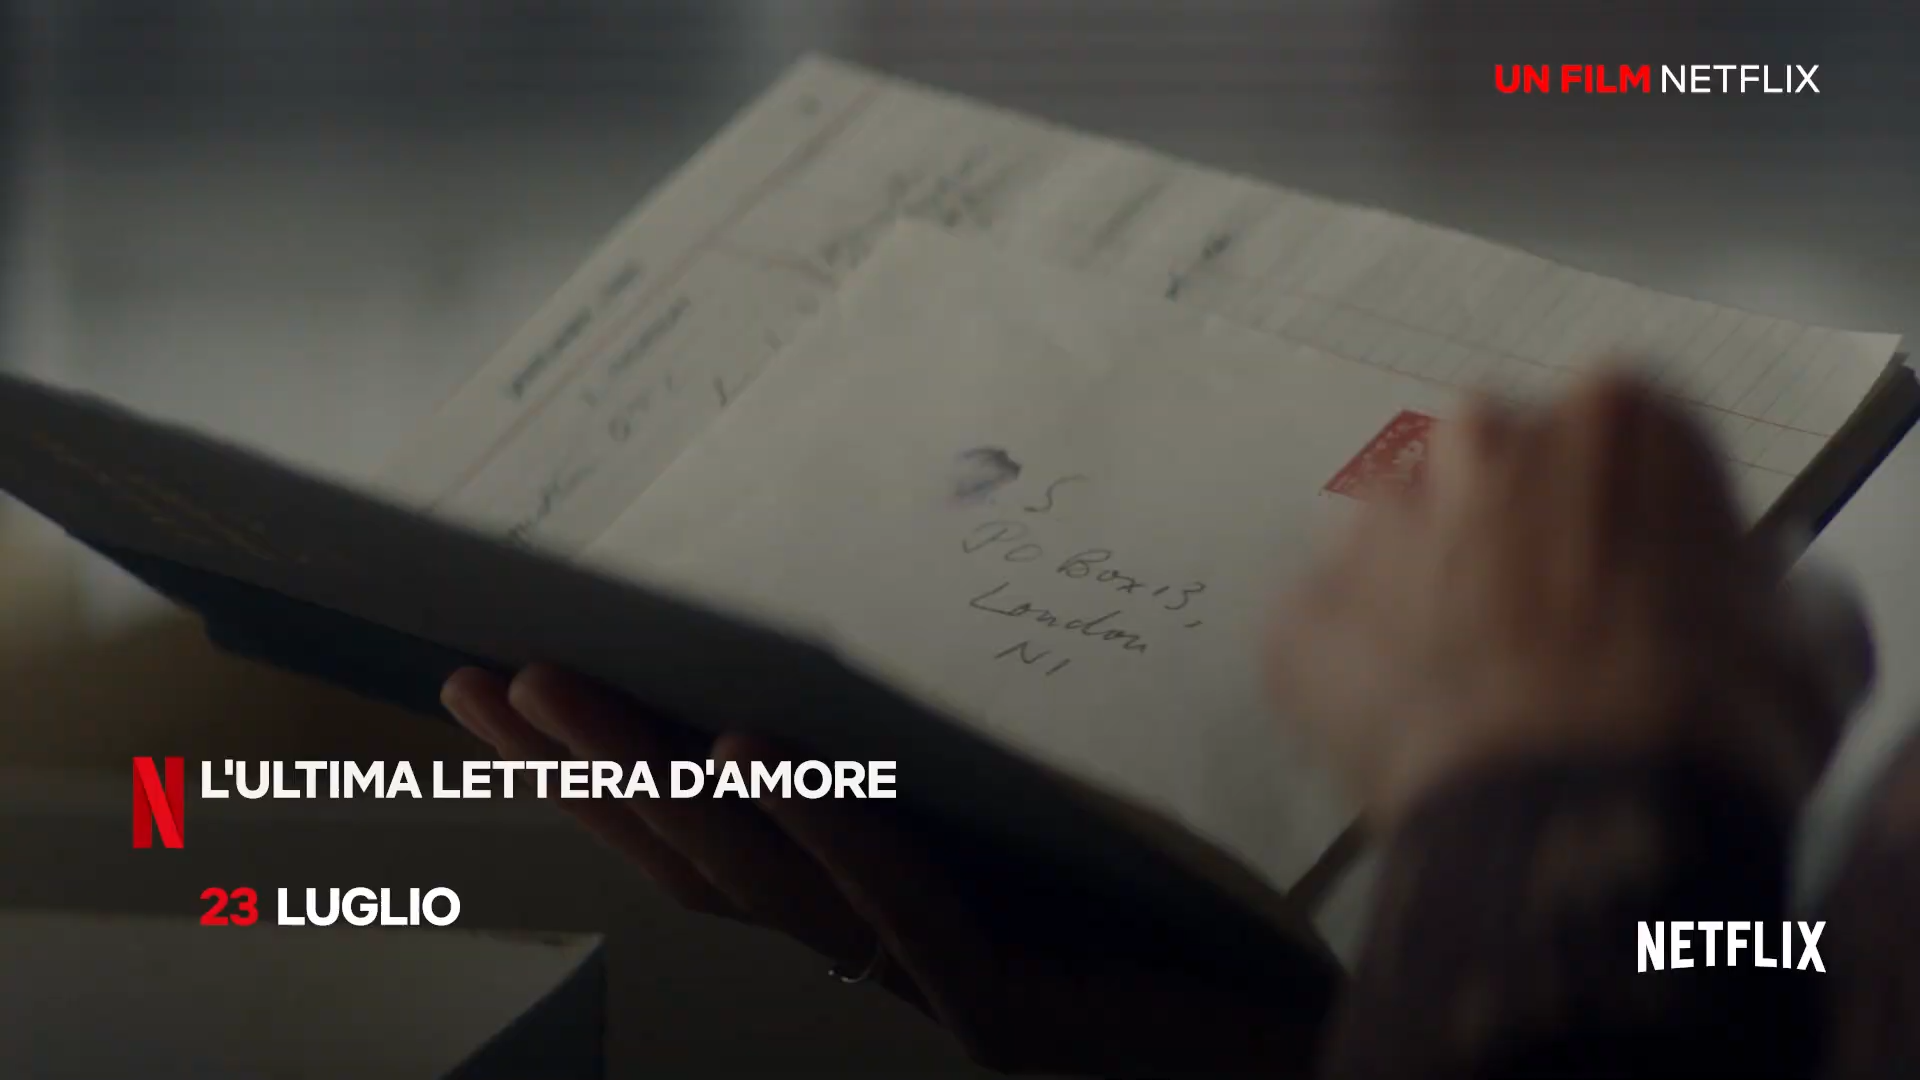 UN FILM NETFLIX
S
PO Box 13,
London
N1
L'ULTIMA LETTERA D'AMORE
23 LUGLIO
NETFLIX